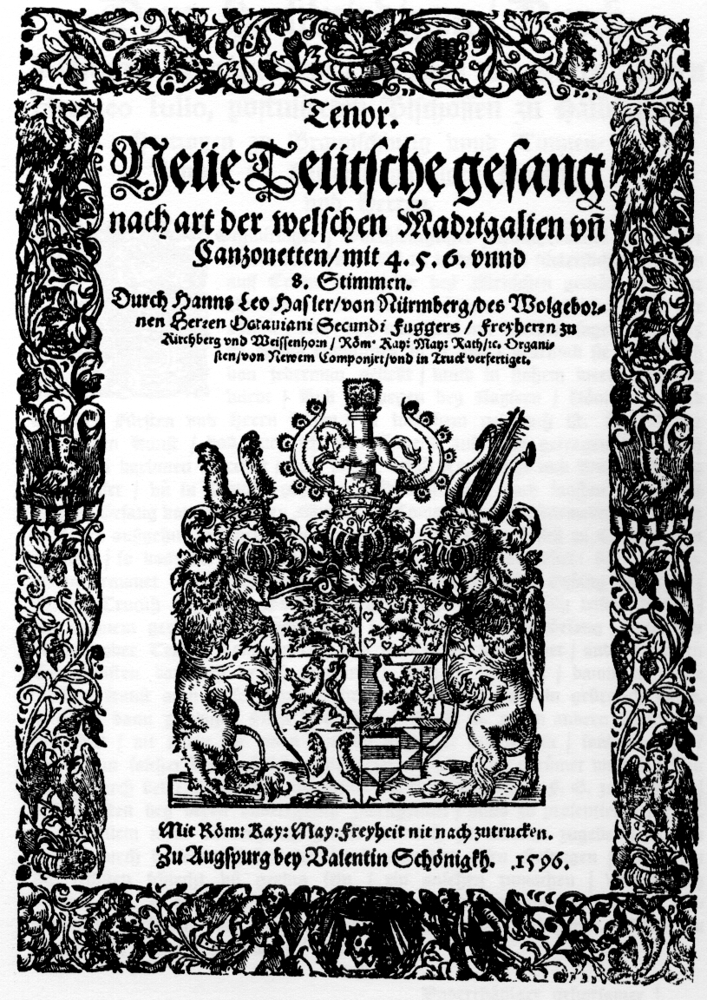 Tenor.
Neüe Teütsche gesang
nach art der welschen Madrigalien vn̄
Canzonetten/ mit 4. 5. 6. vnnd
8. Stimmen.
Durch Hanns Leo Hasler/von Nürmberg/des Wolgebor-
nen Herren Octauiani Secundi Fuggers / Freyherrn zu
Kirchberg vnd Weissenhorn / Röm. Kay: May: Rath/ꝛc. Organi-
sten/von Newem Componirt/vnd in Truck verfertiget.
Mit Röm: Kay: May: Freyheit nit nach zutrucken.
Zu Augspurg bey Valentin Schönigkh. 1596.